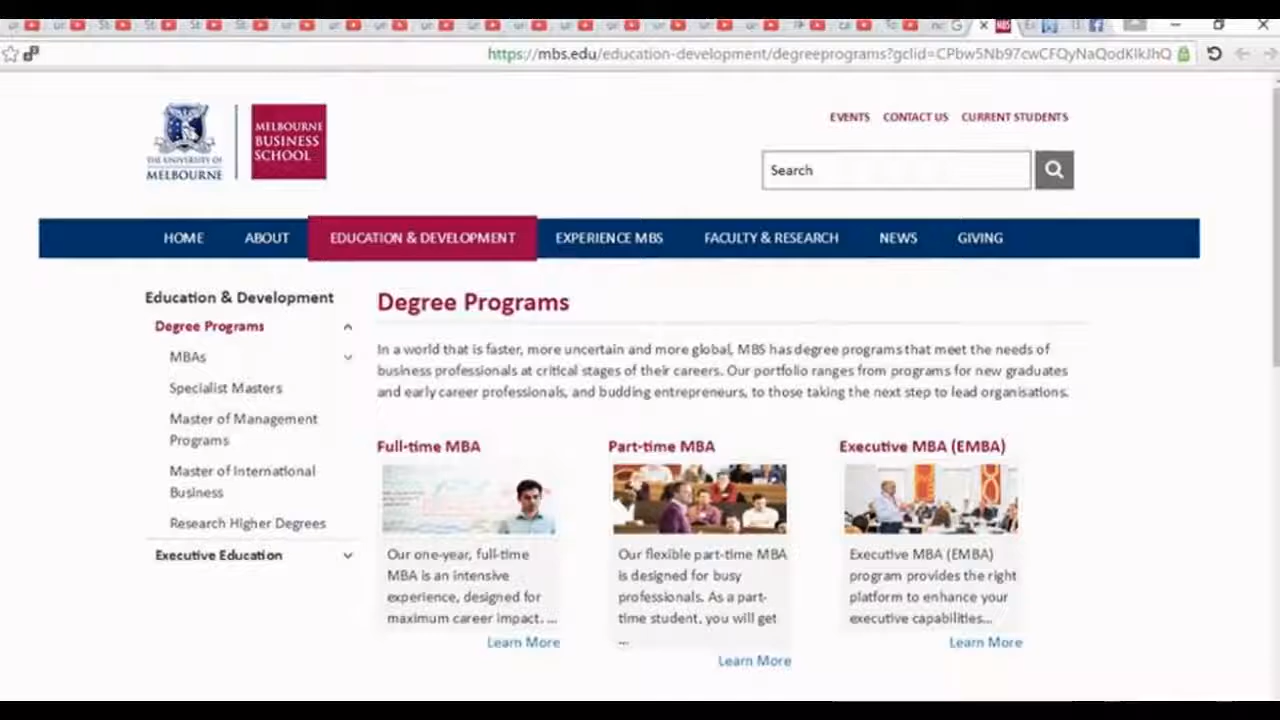 https://mbs.edu/education-development/degreeprograms?gclid=CPbw5Nb97cwCFQyNaQodKIkJhQ
THE UNIVERSITY OF
MELBOURNE
MELBOURNE
BUSINESS
SCHOOL
EVENTS CONTACT US CURRENT STUDENTS
Search
HOME ABOUT EDUCATION & DEVELOPMENT EXPERIENCE MBS FACULTY & RESEARCH NEWS GIVING
Education & Development
Degree Programs
MBAs
Specialist Masters
Master of Management
Programs
Master of International
Business
Research Higher Degrees
Executive Education
Degree Programs
In a world that is faster, more uncertain and more global, MBS has degree programs that meet the needs of
business professionals at critical stages of their careers. Our portfolio ranges from programs for new graduates
and early career professionals, and budding entrepreneurs, to those taking the next step to lead organisations.
Full-time MBA
Our one-year, full-time
MBA is an intensive
experience, designed for
maximum career impact. ...
Learn More
Part-time MBA
Our flexible part-time MBA
is designed for busy
professionals. As a part-
time student, you will get
...
Learn More
Executive MBA (EMBA)
Executive MBA (EMBA)
program provides the right
platform to enhance your
executive capabilities...
Learn More